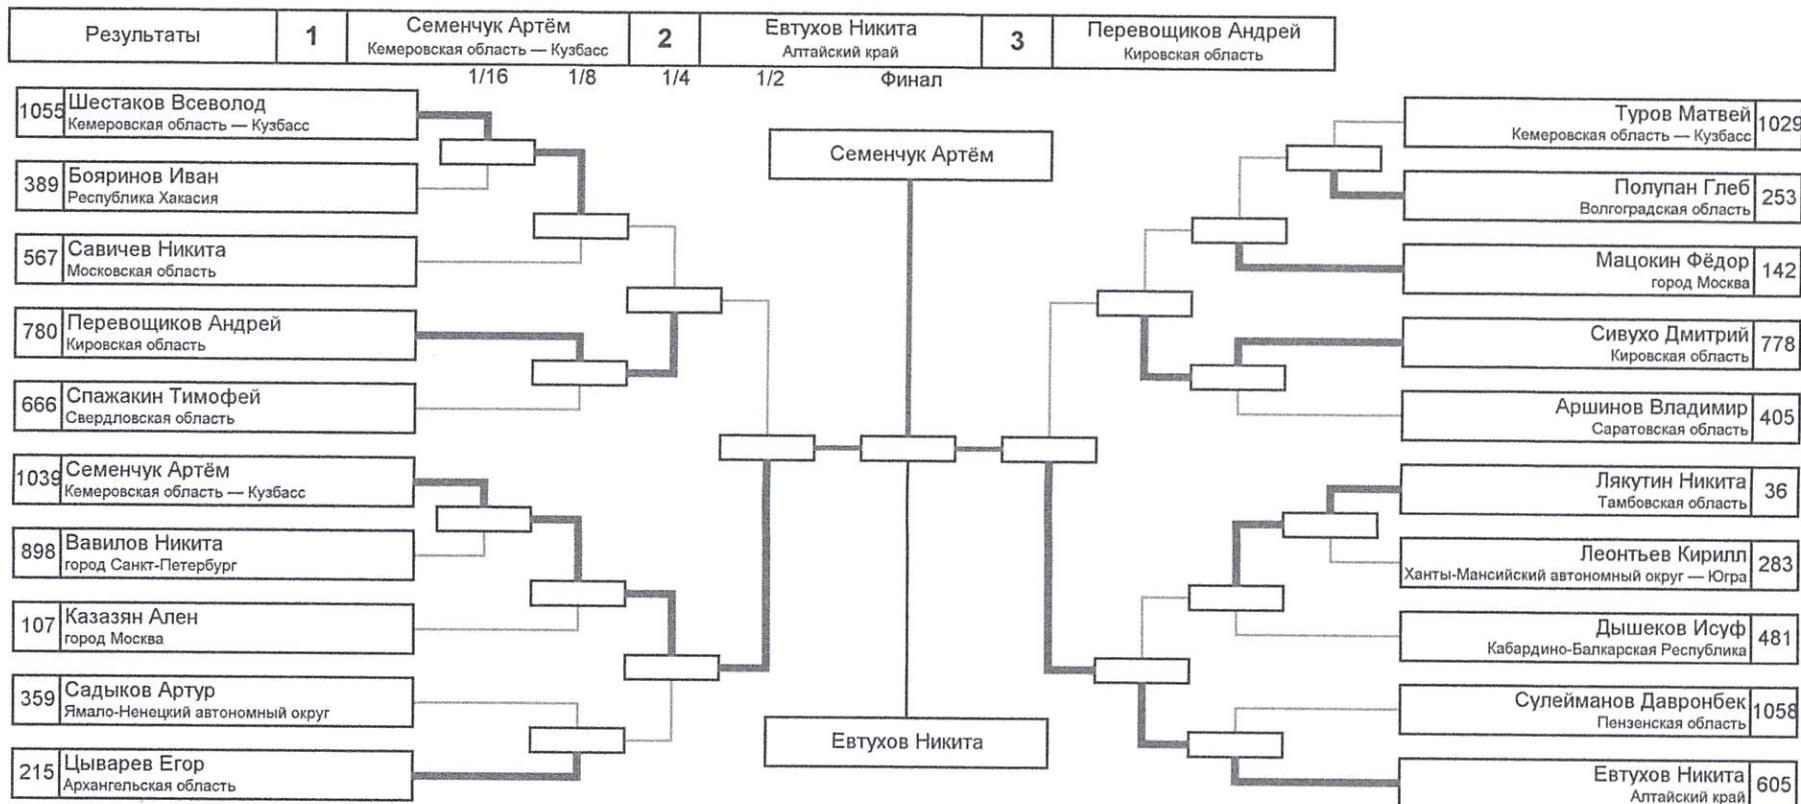 Результаты
1
Семенчук Артём
Кемеровская область — Кузбасс
2
Евтухов Никита
Алтайский край
3
Перевощиков Андрей
Кировская область
1/16 1/8 1/4 1/2 Финал
1055 Шестаков Всеволод
Кемеровская область — Кузбасс
389 Бояринов Иван
Республика Хакасия
567 Савичев Никита
Московская область
780 Перевощиков Андрей
Кировская область
666 Спажакин Тимофей
Свердловская область
1039 Семенчук Артём
Кемеровская область — Кузбасс
898 Вавилов Никита
город Санкт-Петербург
107 Казазян Ален
город Москва
359 Садыков Артур
Ямало-Ненецкий автономный округ
215 Цыварев Егор
Архангельская область
Семенчук Артём
Евтухов Никита
Туров Матвей 1029
Кемеровская область — Кузбасс
Полупан Глеб 253
Волгоградская область
Мацокин Фёдор 142
город Москва
Сивухо Дмитрий 778
Кировская область
Аршинов Владимир 405
Саратовская область
Лякутин Никита 36
Тамбовская область
Леонтьев Кирилл 283
Ханты-Мансийский автономный округ — Югра
Дышеков Исуф 481
Кабардино-Балкарская Республика
Сулейманов Давронбек 1058
Пензенская область
Евтухов Никита 605
Алтайский край